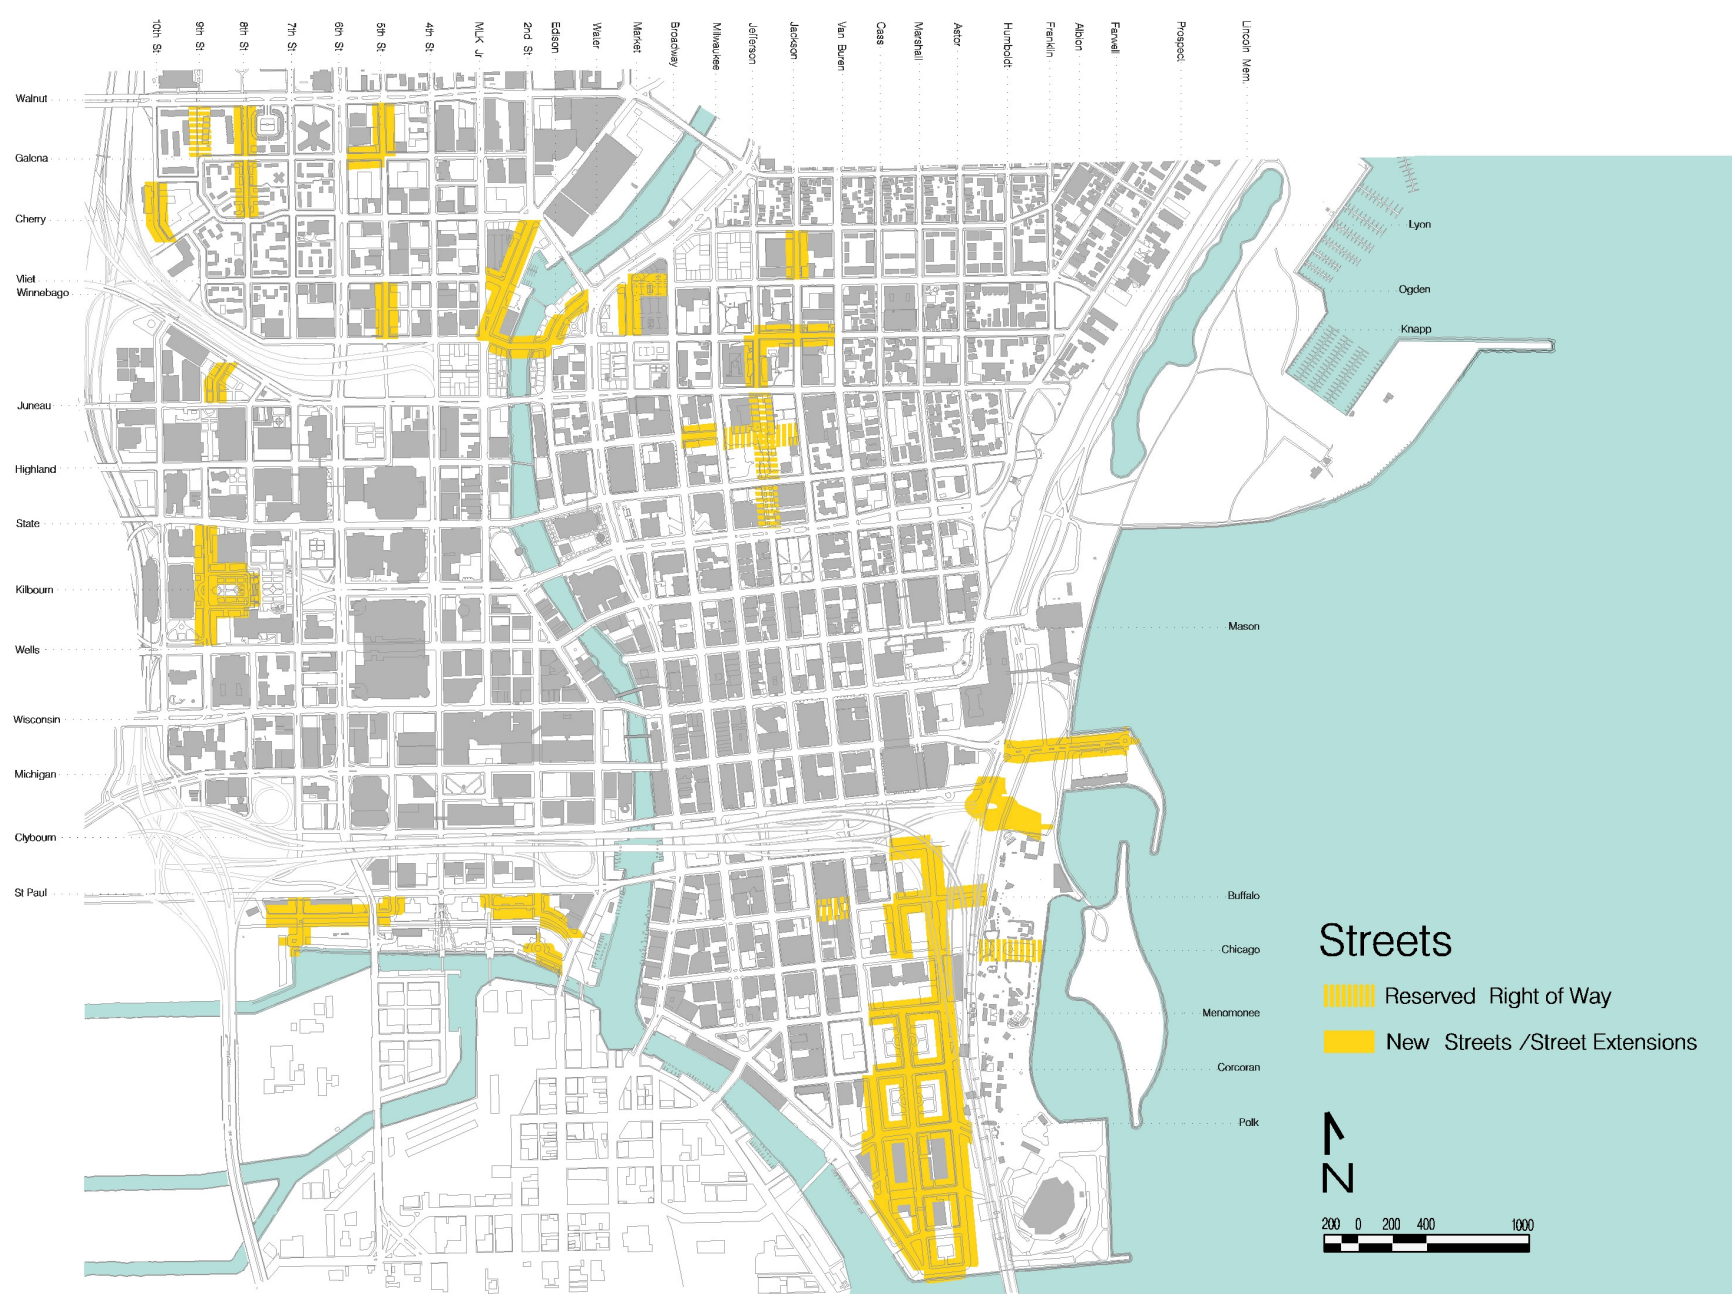 10th St.
9th St.
8th St.
7th St.
6th St.
5th St.
4th St
MLK Jr
2nd St
Edison
Water
Market
Broadway
Milwaukee
Jefferson
Jackson
Van Buren
Cass
Marshall
Astor
Humboldt
Franklin
Albion
Farwell
Prospect
Lincoln Mem.
Walnut
Galena
Cherry
Vliet
Winnebago
Juneau
Highland
State
Kilbourn
Wells
Wisconsin
Michigan
Clybourn
St Paul
Lyon
Ogden
Knapp
Mason
Buffalo
Chicago
Menomonee
Corcoran
Polk
Streets
Reserved Right of Way
New Streets /Street Extensions
N
200 0 200 400 1000